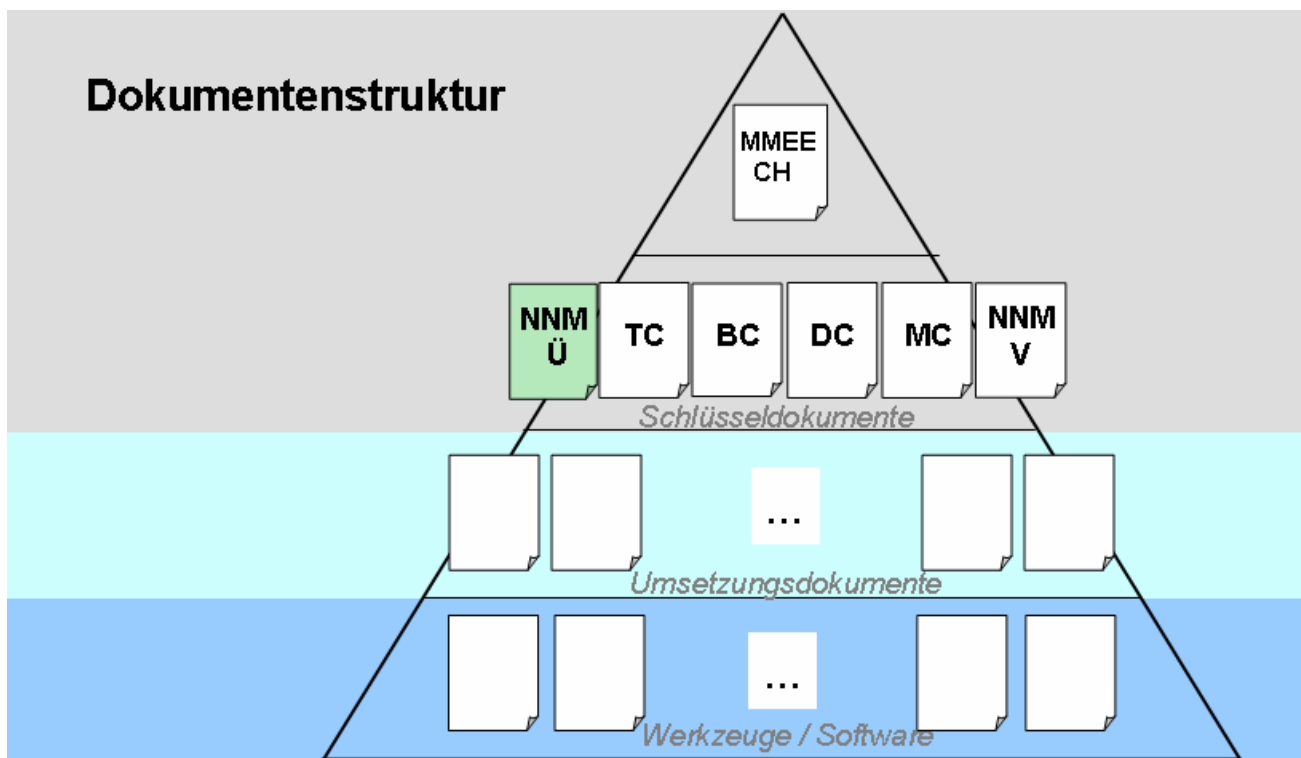 Dokumentenstruktur
MMEE
CH
NNM
Ü
TC
BC
DC
MC
NNM
V
Schlüsseldokumente
...
Umsetzungsdokumente
...
Werkzeuge / Software